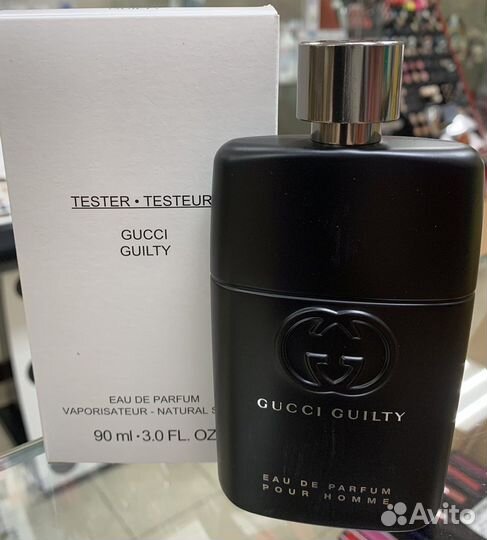 TESTER • TESTEUR
GUCCI
GUILTY
EAU DE PARFUM
VAPORISATEUR - NATURAL
90 ml • 3.0 FL. OZ
GUCCI GUILTY
EAU DE PARFUM
POUR HOMME
Avito